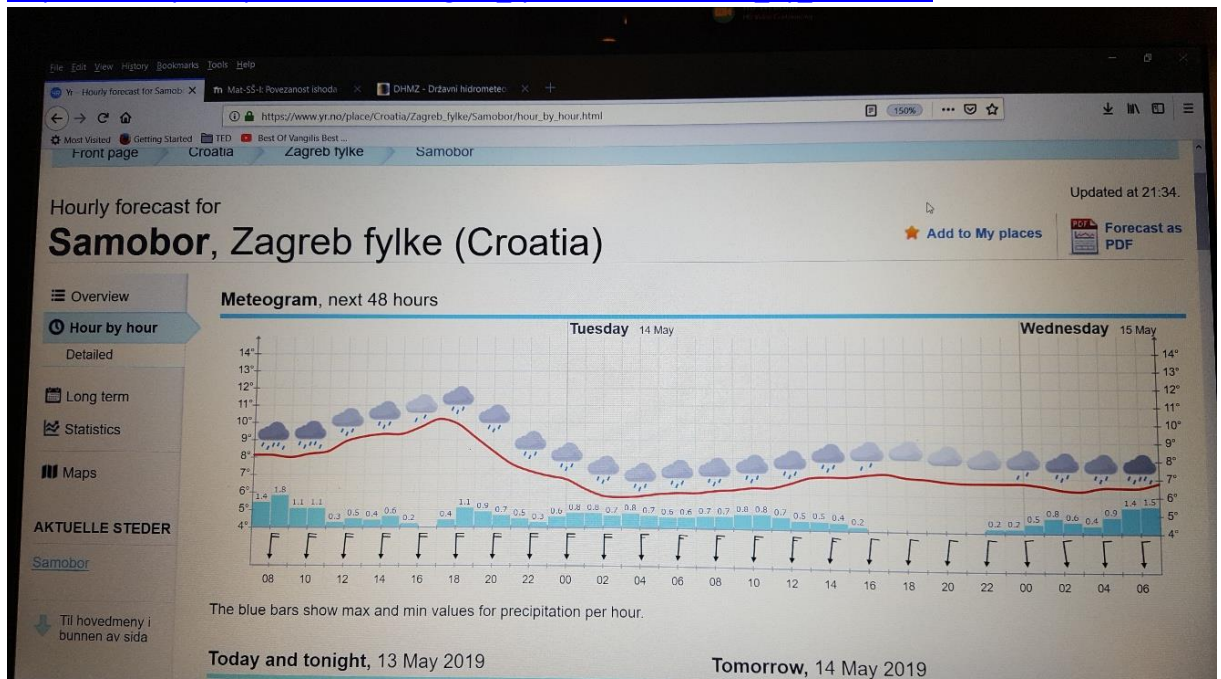 File Edit View History Bookmarks Tools Help
Yr - Hourly forecast for Samob
Mat-SŠ-I: Povezanost ishoda
DHMZ - Državni hidrometeo
https://www.yr.no/place/Croatia/Zagreb_fylke/Samobor/hour_by_hour.html
150%
Most Visited Getting Started TED Best Of Vangilis Best ...
Front page Croatia Zagreb fylke Samobor
Updated at 21:34.
Hourly forecast for
Samobor, Zagreb fylke (Croatia)
Add to My places
Forecast as
PDF
Overview
Hour by hour
Detailed
Long term
Statistics
Maps
AKTUELLE STEDER
Samobor
Til hovedmeny i
bunnen av sida
Meteogram, next 48 hours
Tuesday 14 May
Wednesday 15 May
14° 14°
13° 13°
12° 12°
11° 11°
10° 10°
9° 9°
8° 8°
7° 7°
6° 6°
5° 5°
4° 4°
1.4 1.8 1.1 1.1 0.3 0.5 0.4 0.6 0.2 0.4 1.1 0.9 0.7 0.5 0.3 0.6 0.8 0.6 0.7 0.8 0.7 0.6 0.6 0.7 0.7 0.8 0.8 0.7 0.5 0.5 0.4 0.2 0.2 0.2 0.5 0.8 0.6 0.4 0.9 1.4 1.5
08 10 12 14 16 18 20 22 00 02 04 06 08 10 12 14 16 18 20 22 00 02 04 06
The blue bars show max and min values for precipitation per hour.
Today and tonight, 13 May 2019
Tomorrow, 14 May 2019